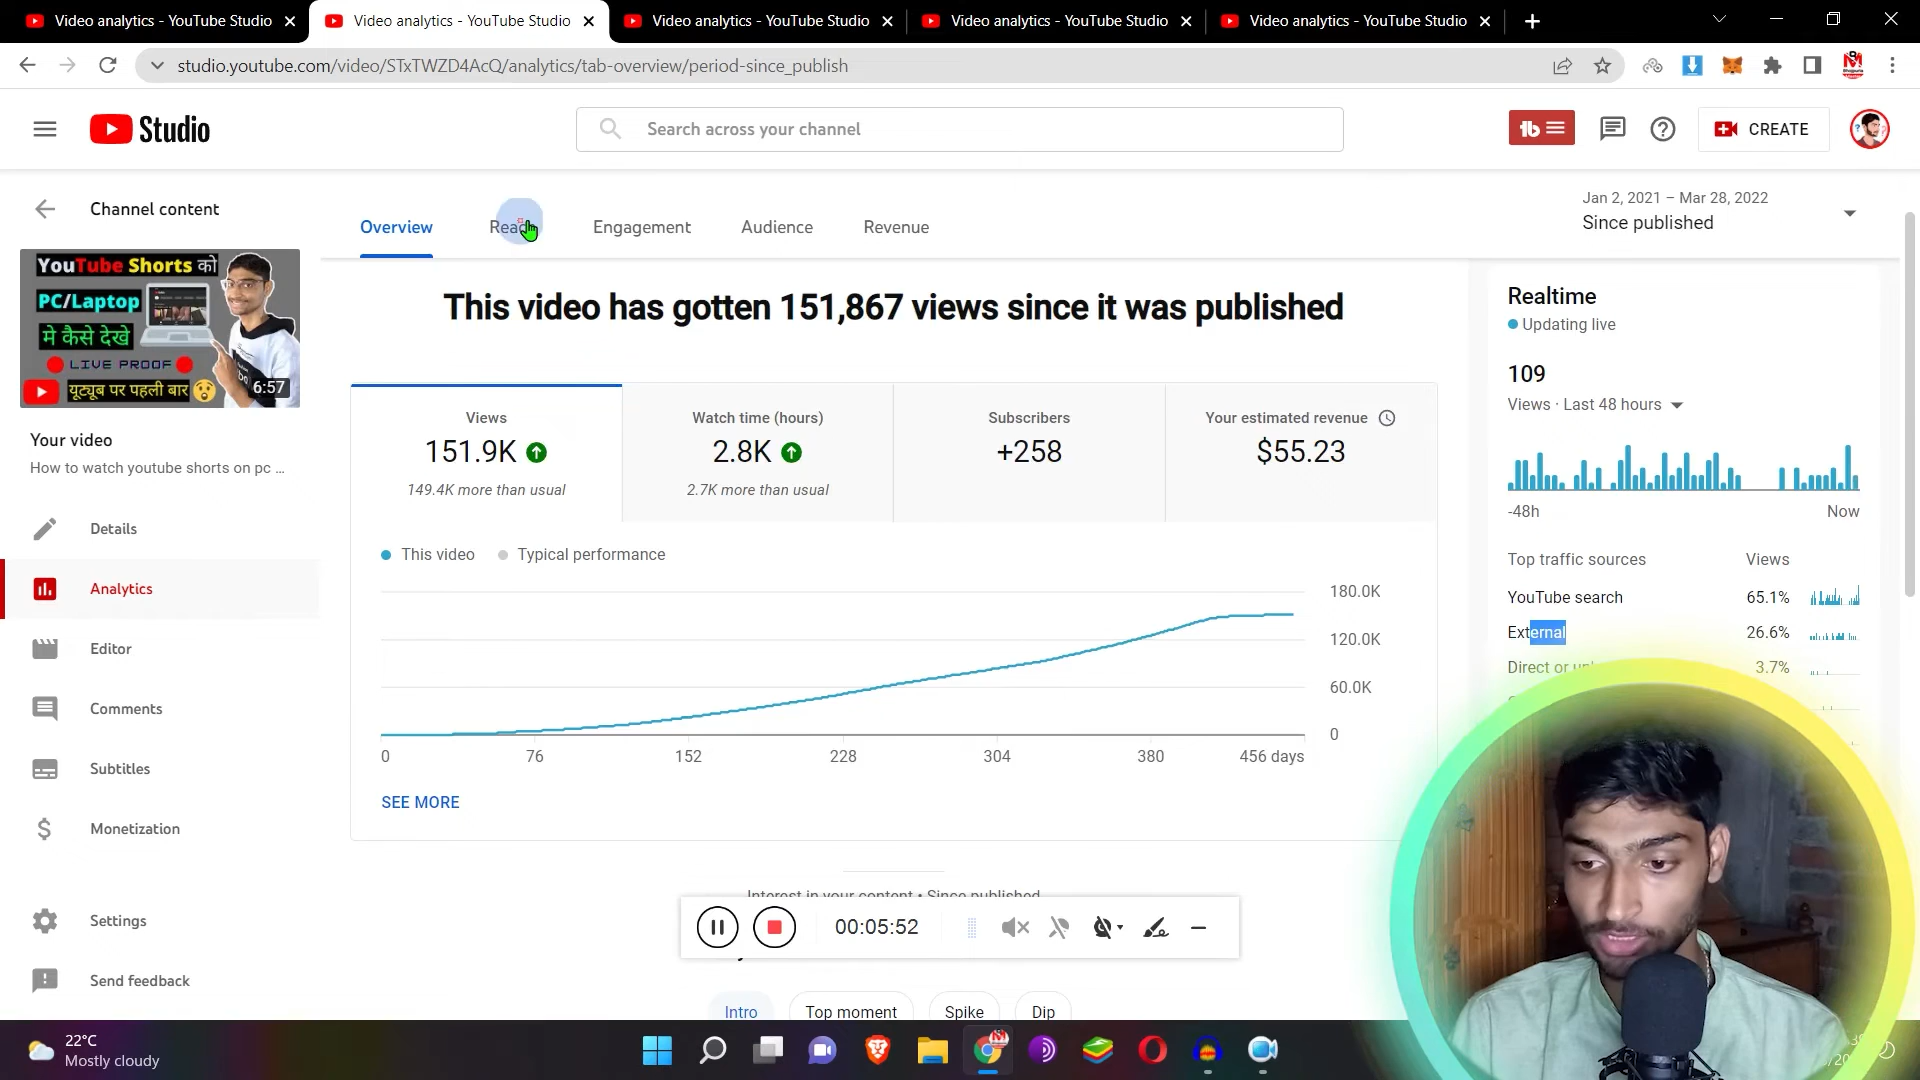 Video analytics - YouTube Studio
Video analytics - YouTube Studio
Video analytics - YouTube Studio
Video analytics - YouTube Studio
Video analytics - YouTube Studio
studio.youtube.com/video/STxTWZD4AcQ/analytics/tab-overview/period-since_publish
Studio
Search across your channel
CREATE
Channel content
YouTube Shorts को
PC/Laptop
मे कैसे देखे
LIVE PROOF
यूट्यूब पर पहली बार
6:57
Your video
How to watch youtube shorts on pc ...
Details
Analytics
Editor
Comments
Subtitles
Monetization
Settings
Send feedback
Overview
Engagement
Audience
Revenue
Jan 2, 2021 – Mar 28, 2022
Since published
This video has gotten 151,867 views since it was published
Views
151.9K
149.4K more than usual
Watch time (hours)
2.8K
2.7K more than usual
Subscribers
+258
Your estimated revenue
$55.23
This video
Typical performance
180.0K
120.0K
60.0K
0
0 76 152 228 304 380 456 days
SEE MORE
Interest in your content • Since published
Intro
Top moment
Spike
Dip
00:05:52
Realtime
Updating live
109
Views · Last 48 hours
-48h
Now
Top traffic sources
Views
YouTube search
65.1%
External
26.6%
Direct or
3.7%
22°C
Mostly cloudy